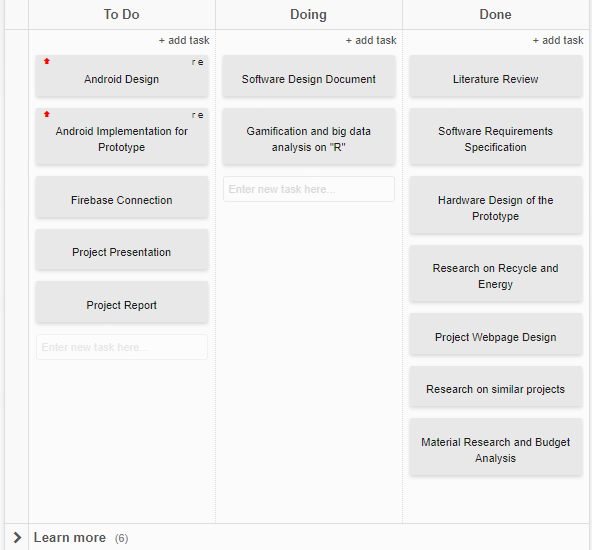 To Do
Doing
Done
+ add task
+ add task
+ add task
r e
Android Design
r e
Android Implementation for
Prototype
Firebase Connection
Project Presentation
Project Report
Enter new task here...
Software Design Document
Gamification and big data
analysis on "R"
Enter new task here...
Literature Review
Software Requirements
Specification
Hardware Design of the
Prototype
Research on Recycle and
Energy
Project Webpage Design
Research on similar projects
Material Research and Budget
Analysis
Learn more (6)